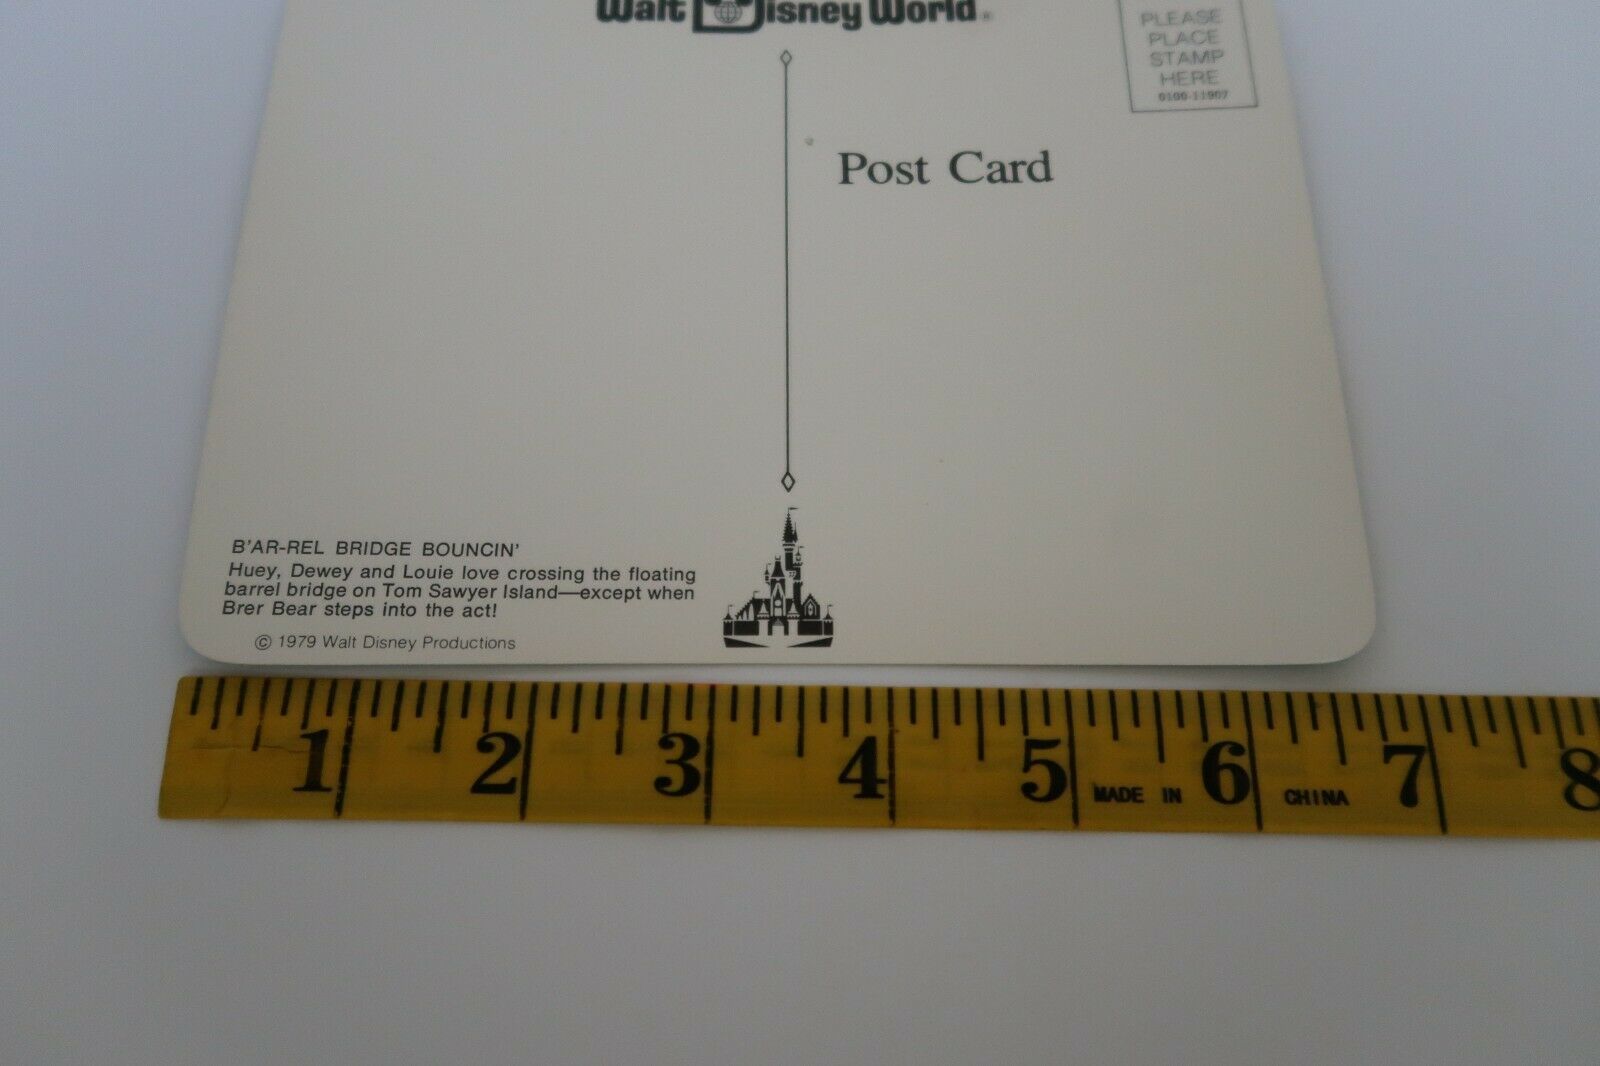 Walt Disney World®
PLEASE
PLACE
STAMP
HERE
0100-11907
Post Card
B'AR-REL BRIDGE BOUNCIN'
Huey, Dewey and Louie love crossing the floating
barrel bridge on Tom Sawyer Island—except when
Brer Bear steps into the act!
© 1979 Walt Disney Productions
1 2 3 4 5 MADE IN 6 CHINA 7 8